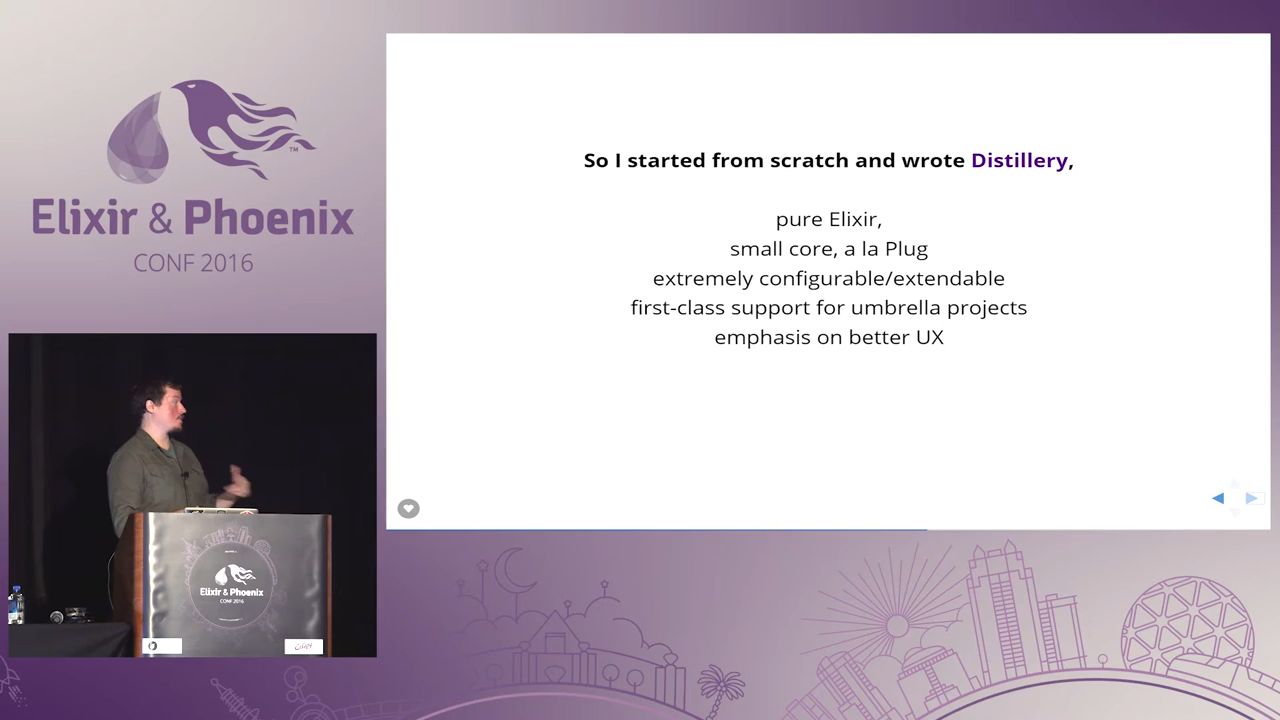 Elixir & Phoenix
TM
CONF 2016
So I started from scratch and wrote Distillery,
pure Elixir,
small core, a la Plug
extremely configurable/extendable
first-class support for umbrella projects
emphasis on better UX
Elixir & Phoenix
CONF 2016